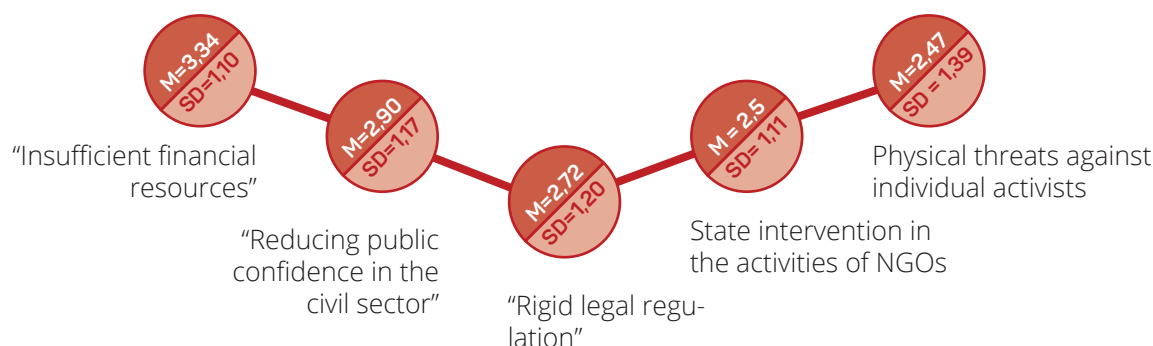 M=3,34
SD=1,10
“Insufficient financial
resources”
M=2,90
SD=1,17
“Reducing public
confidence in the
civil sector”
M=2,72
SD=1,20
“Rigid legal regu-
lation”
M = 2,5
SD= 1,11
State intervention in
the activities of NGOs
M=2,47
SD = 1,39
Physical threats against
individual activists